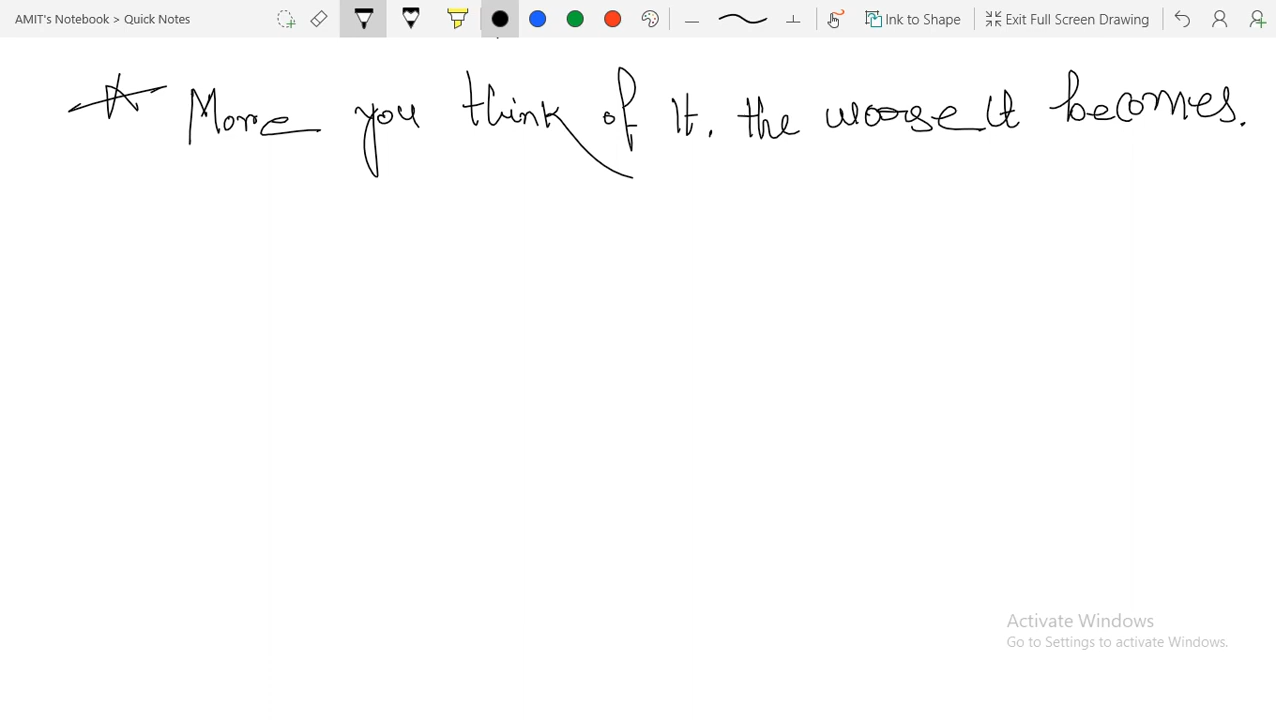 AMIT's Notebook > Quick Notes
Ink to Shape
Exit Full Screen Drawing
More you think of It, the woorse it becomes.
Activate Windows
Go to Settings to activate Windows.